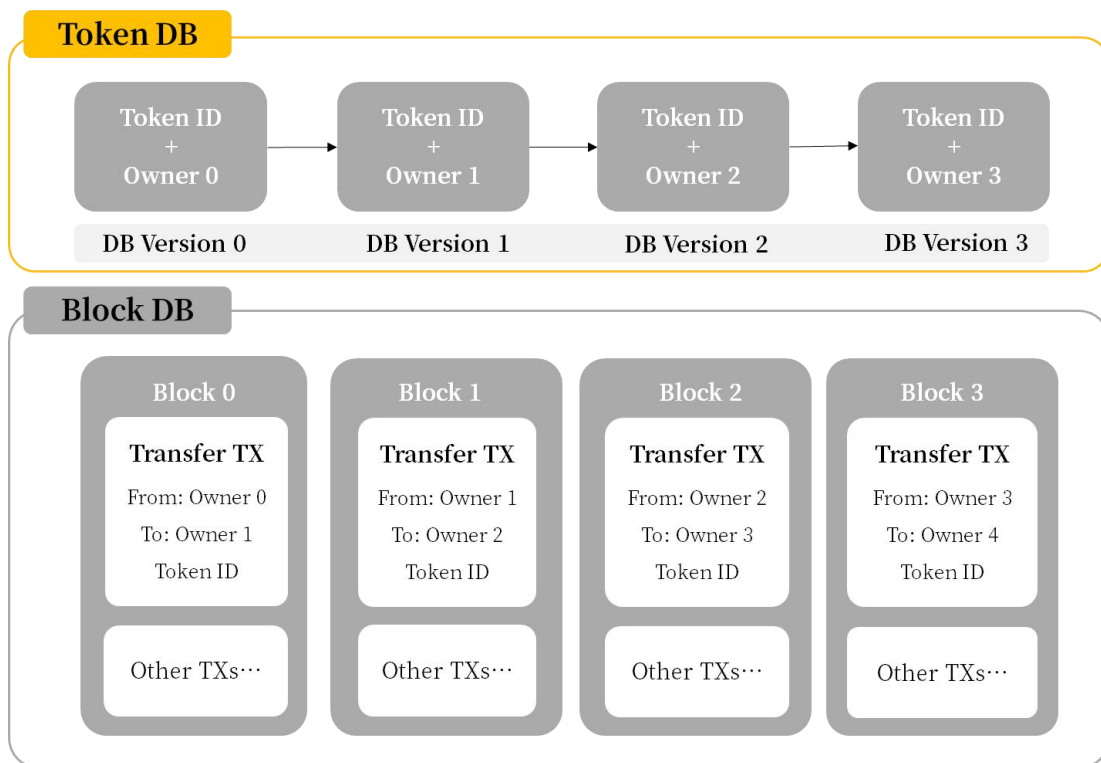 Token DB
Token ID
+
Owner 0
Token ID
+
Owner 1
Token ID
+
Owner 2
Token ID
+
Owner 3
DB Version 0
DB Version 1
DB Version 2
DB Version 3
Block DB
Block 0
Transfer TX
From: Owner 0
To: Owner 1
Token ID
Other TXs⋯
Block 1
Transfer TX
From: Owner 1
To: Owner 2
Token ID
Other TXs⋯
Block 2
Transfer TX
From: Owner 2
To: Owner 3
Token ID
Other TXs⋯
Block 3
Transfer TX
From: Owner 3
To: Owner 4
Token ID
Other TXs⋯